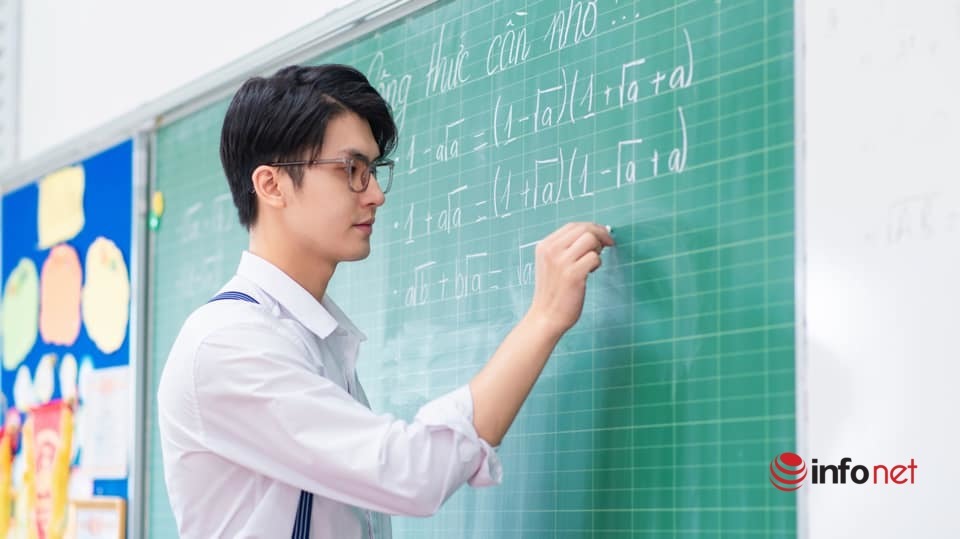 Công thức cần nhớ ...
• 1 - a√a = (1-√a)(1+√a+a)
• 1 + a√a = (1+√a)(1-√a+a)
• a√b + b√a = √a
infonet